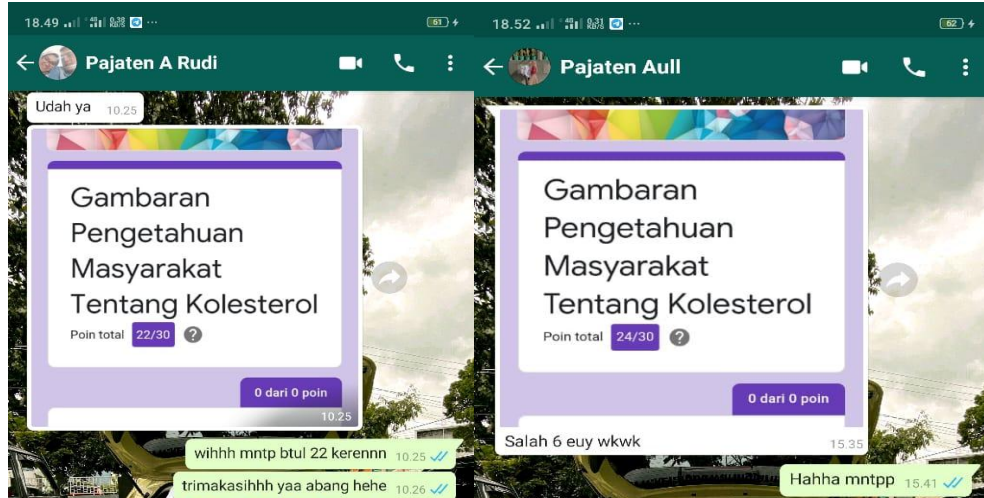 18.49
61
Pajaten A Rudi
Udah ya 10.25
Gambaran
Pengetahuan
Masyarakat
Tentang Kolesterol
Poin total 22/30 ?
0 dari 0 poin
10.25
wihhh mntp btul 22 kerennn 10.25
trimakasihhh yaa abang hehe 10.26
18.52
62
Pajaten Aull
Gambaran
Pengetahuan
Masyarakat
Tentang Kolesterol
Poin total 24/30 ?
0 dari 0 poin
Salah 6 euy wkwk 15.35
Hahha mntpp 15.41